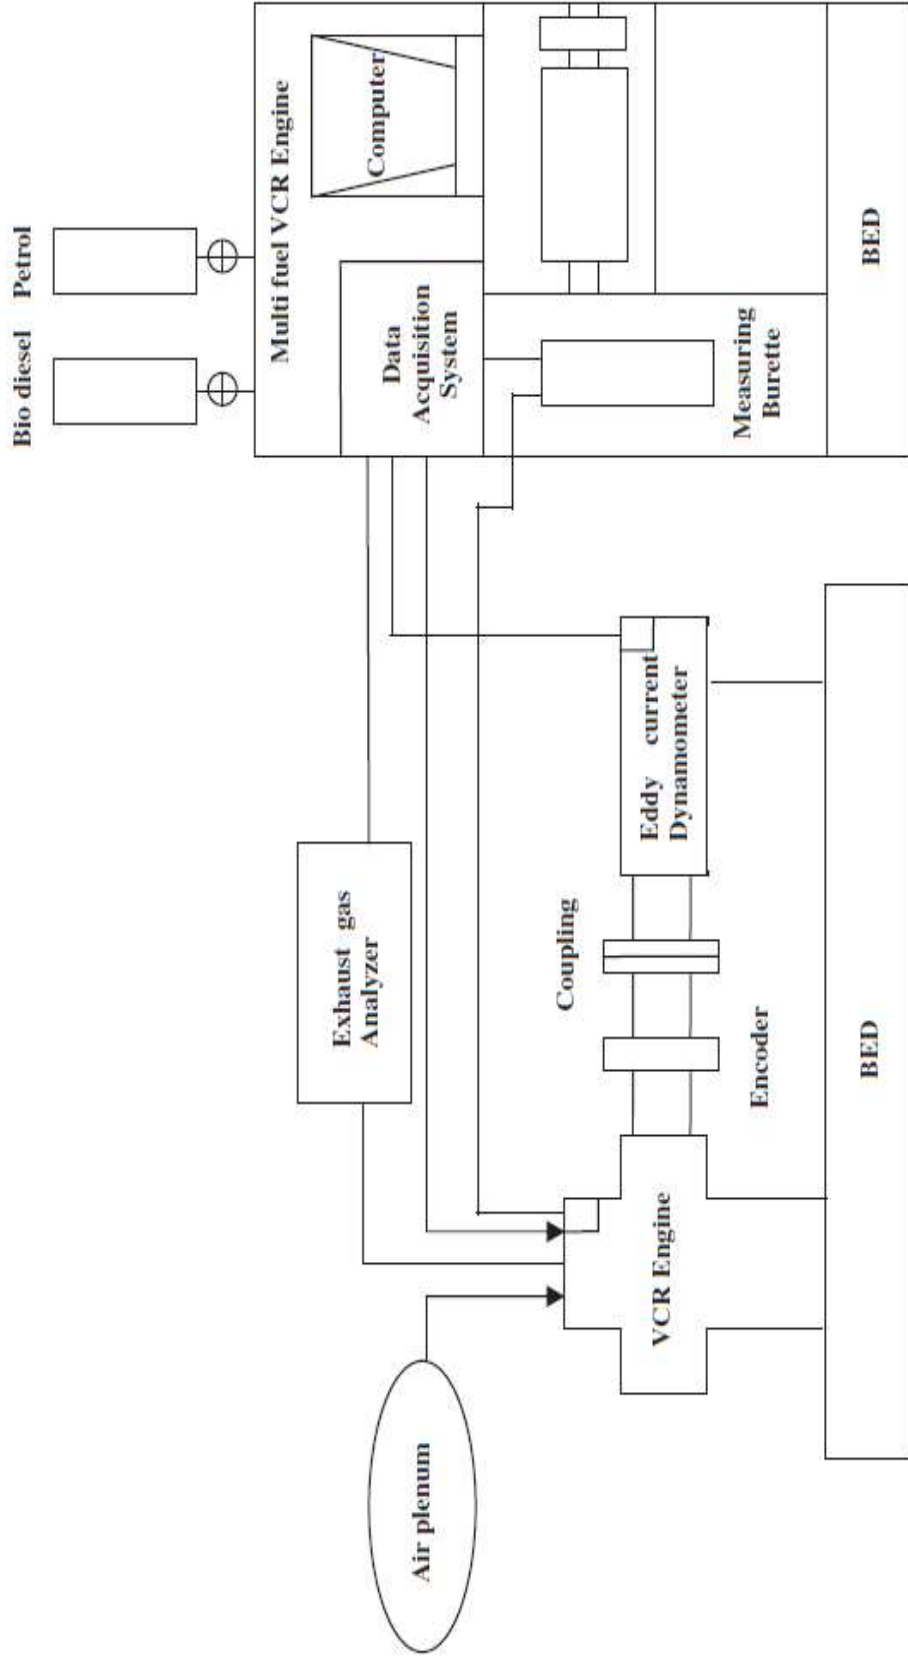 Bio diesel Petrol
Multi fuel VCR Engine
Computer
Data
Acquisition
System
Measuring
Burette
BED
Exhaust gas
Analyzer
Air plenum
Coupling
Eddy current
Dynamometer
VCR Engine
Encoder
BED